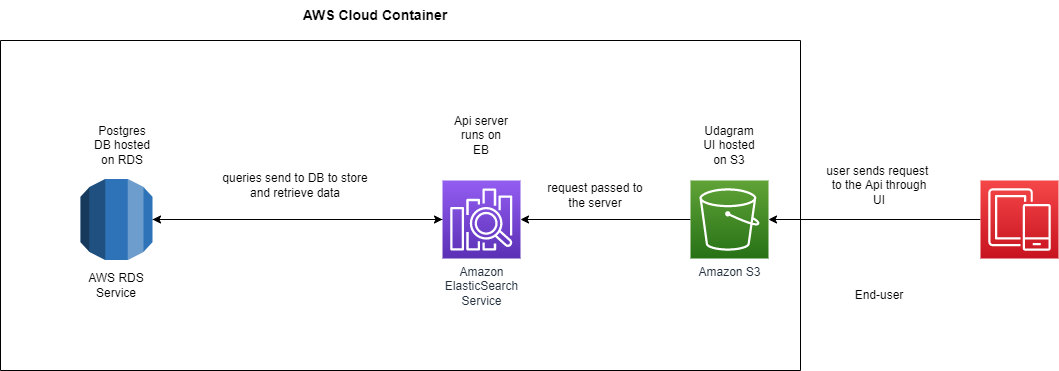 AWS Cloud Container
Postgres
DB hosted
on RDS
Api server
runs on
EB
Udagram
UI hosted
on S3
queries send to DB to store
and retrieve data
request passed to
the server
user sends request
to the Api through
UI
AWS RDS
Service
Amazon
ElasticSearch
Service
Amazon S3
End-user